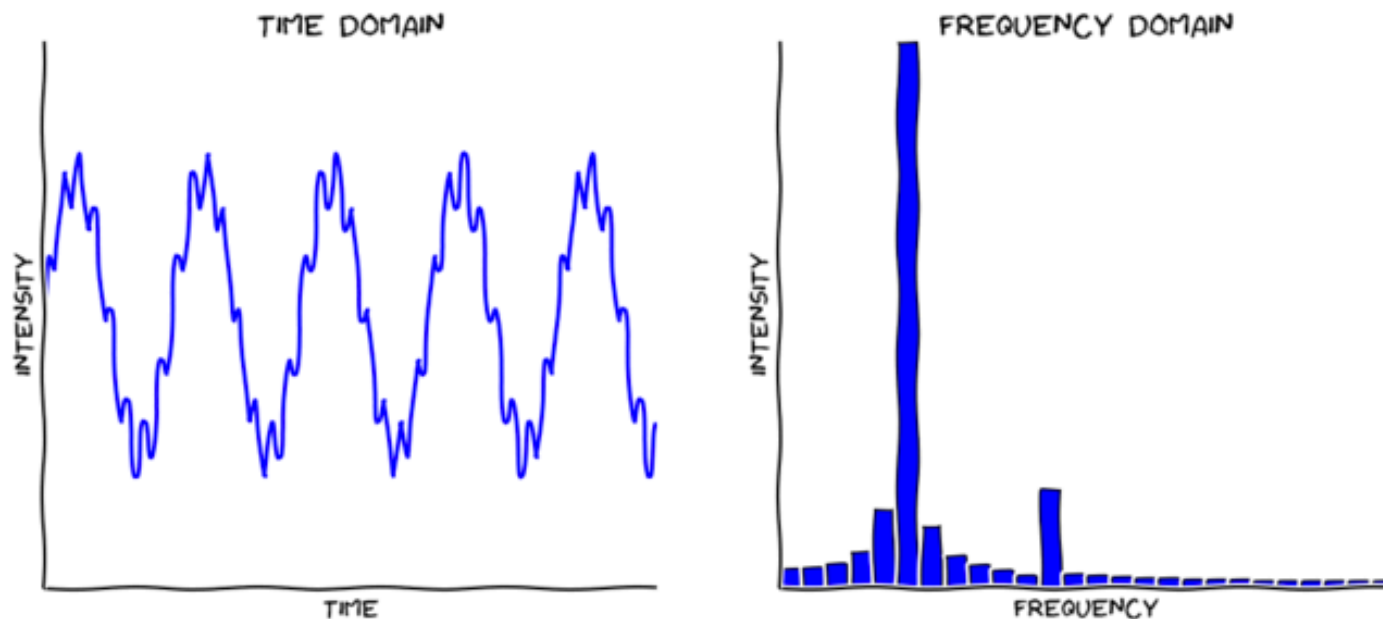 TIME DOMAIN
INTENSITY
TIME
FREQUENCY DOMAIN
INTENSITY
FREQUENCY